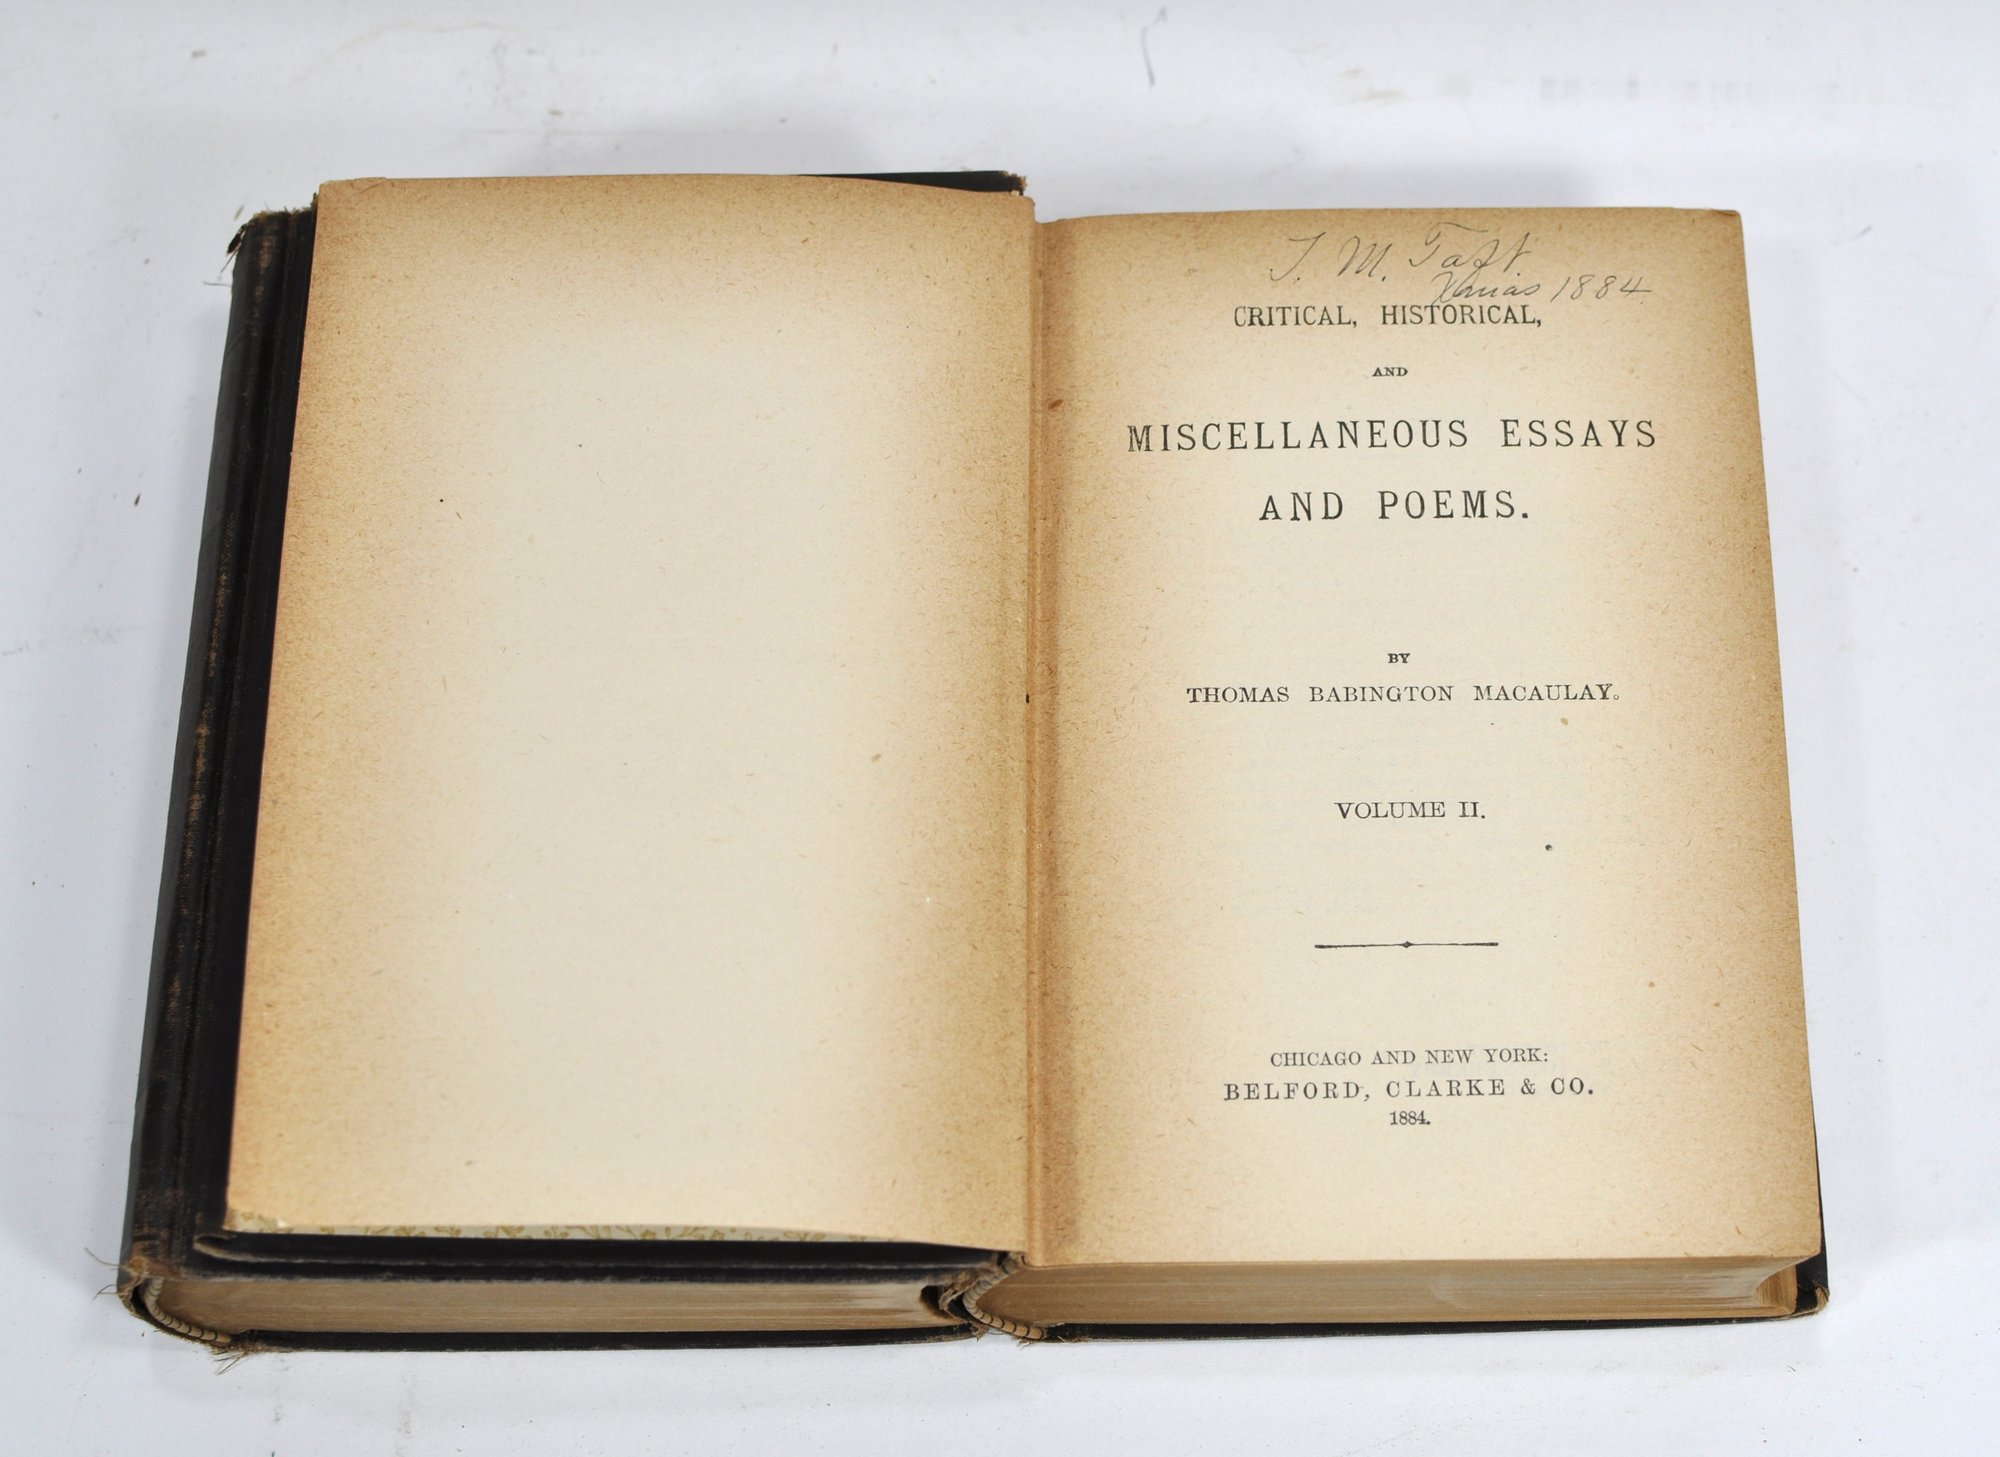 T. M. Taft.
Xmas 1884.
CRITICAL, HISTORICAL,
AND
MISCELLANEOUS ESSAYS
AND POEMS.
BY
THOMAS BABINGTON MACAULAY.
VOLUME II.
CHICAGO AND NEW YORK:
BELFORD, CLARKE & CO.
1884.